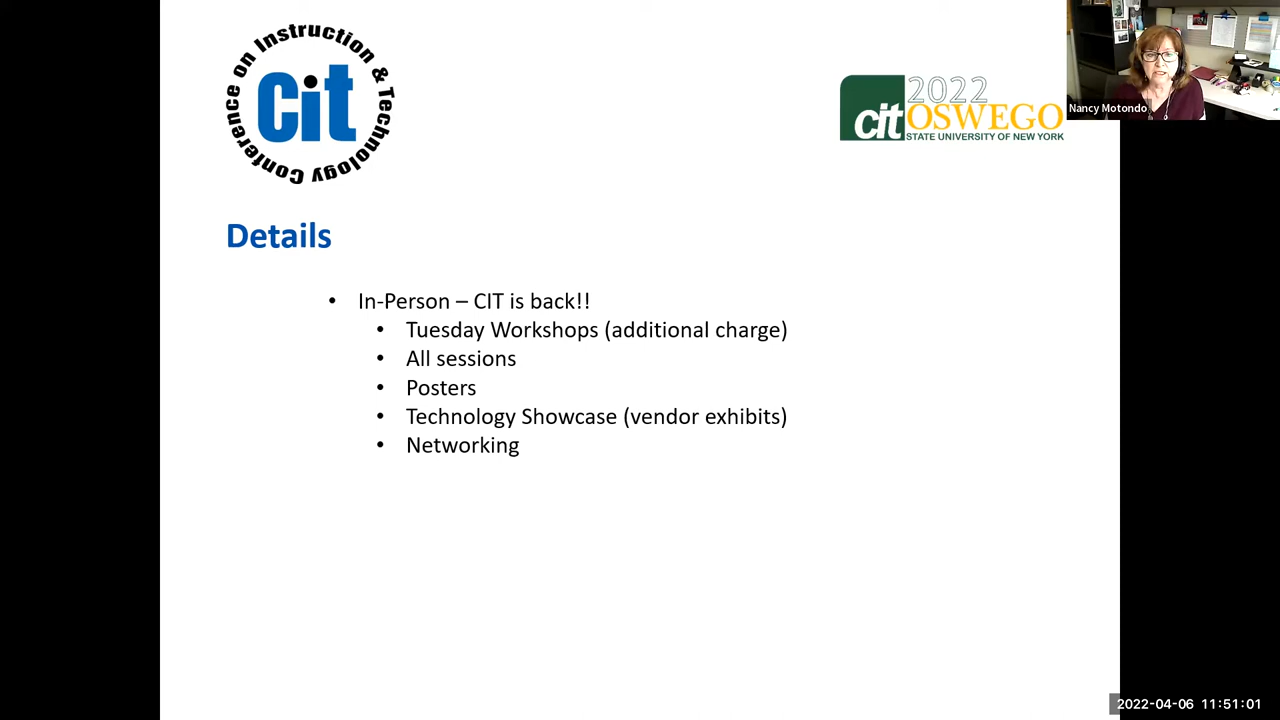 Conference on Instruction & Technology
cit
2022
cit OSWEGO
STATE UNIVERSITY OF NEW YORK
Nancy Motondo
Details
• In-Person – CIT is back!!
• Tuesday Workshops (additional charge)
• All sessions
• Posters
• Technology Showcase (vendor exhibits)
• Networking
2022-04-06 11:51:01